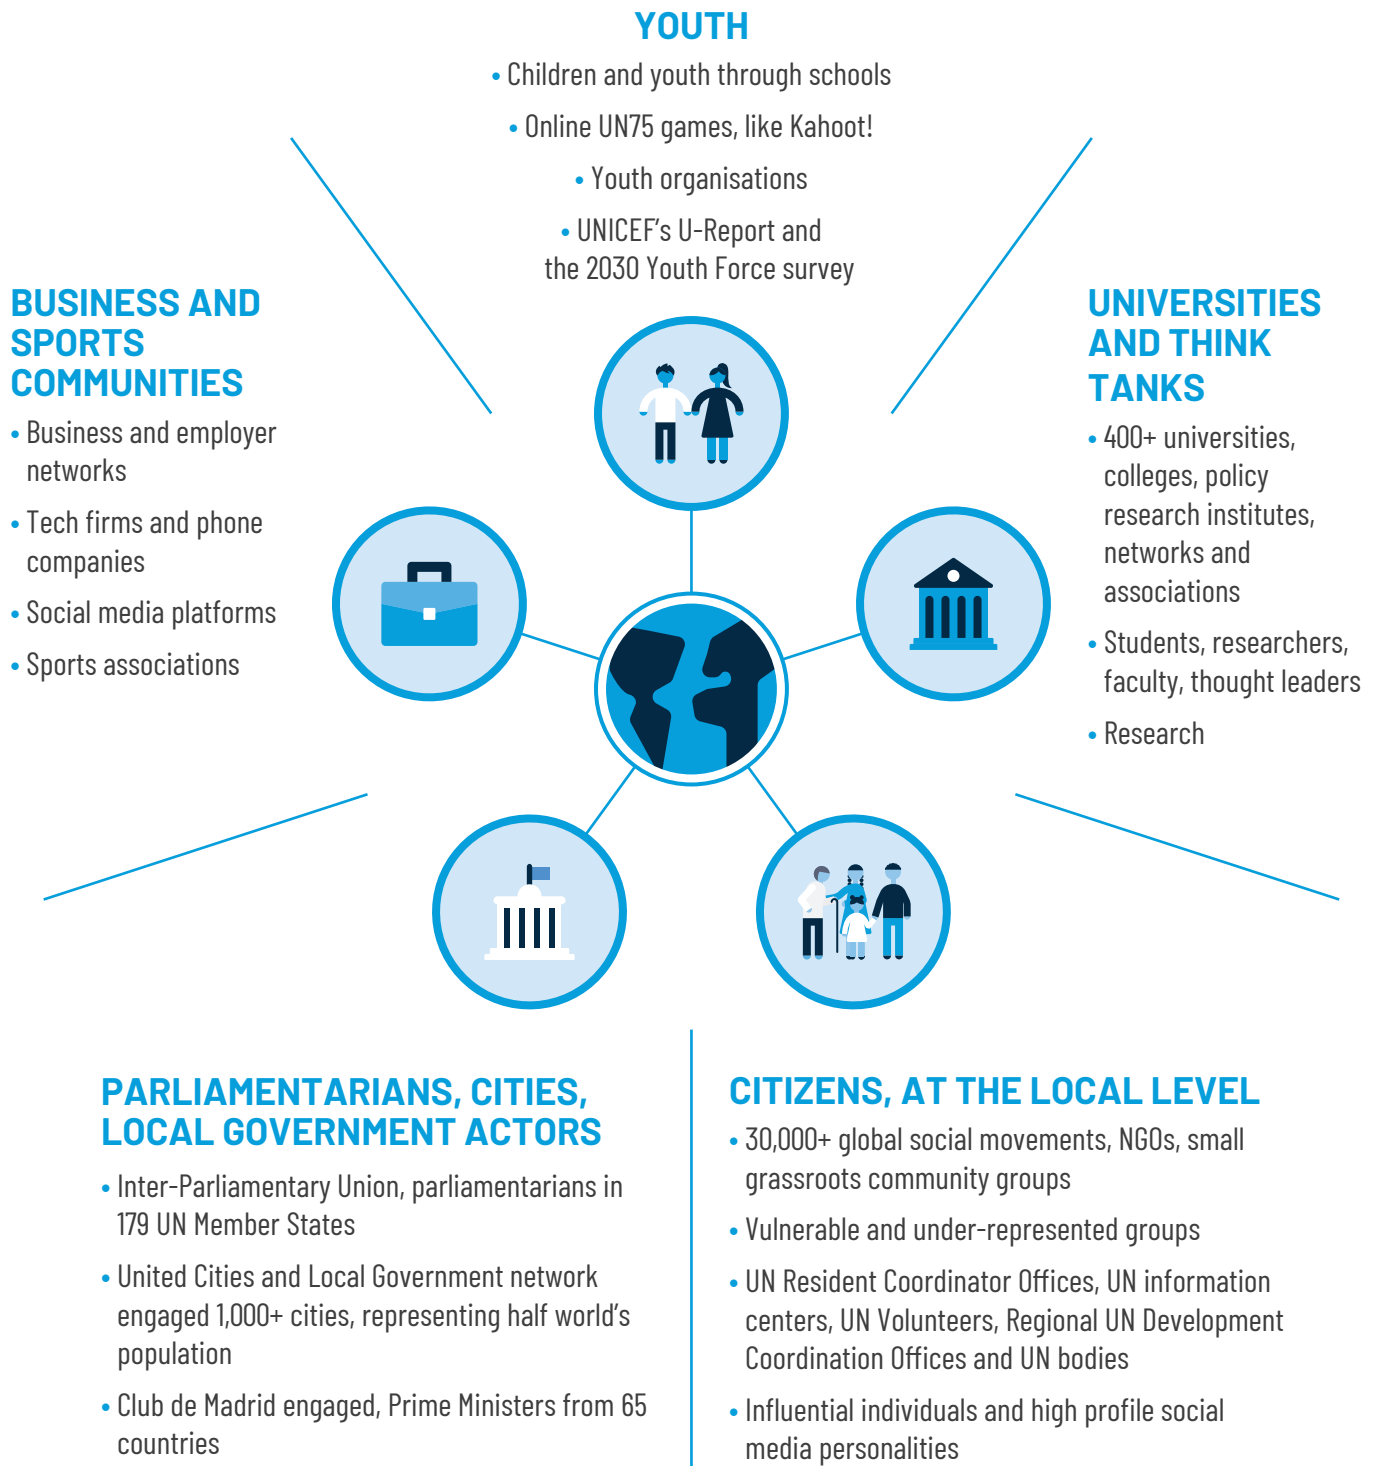 YOUTH
• Children and youth through schools
• Online UN75 games, like Kahoot!
• Youth organisations
• UNICEF’s U-Report and
the 2030 Youth Force survey
BUSINESS AND
SPORTS
COMMUNITIES
• Business and employer
networks
• Tech firms and phone
companies
• Social media platforms
• Sports associations
UNIVERSITIES
AND THINK
TANKS
• 400+ universities,
colleges, policy
research institutes,
networks and
associations
• Students, researchers,
faculty, thought leaders
• Research
PARLIAMENTARIANS, CITIES,
LOCAL GOVERNMENT ACTORS
• Inter-Parliamentary Union, parliamentarians in
179 UN Member States
• United Cities and Local Government network
engaged 1,000+ cities, representing half world’s
population
• Club de Madrid engaged, Prime Ministers from 65
countries
CITIZENS, AT THE LOCAL LEVEL
• 30,000+ global social movements, NGOs, small
grassroots community groups
• Vulnerable and under-represented groups
• UN Resident Coordinator Offices, UN information
centers, UN Volunteers, Regional UN Development
Coordination Offices and UN bodies
• Influential individuals and high profile social
media personalities